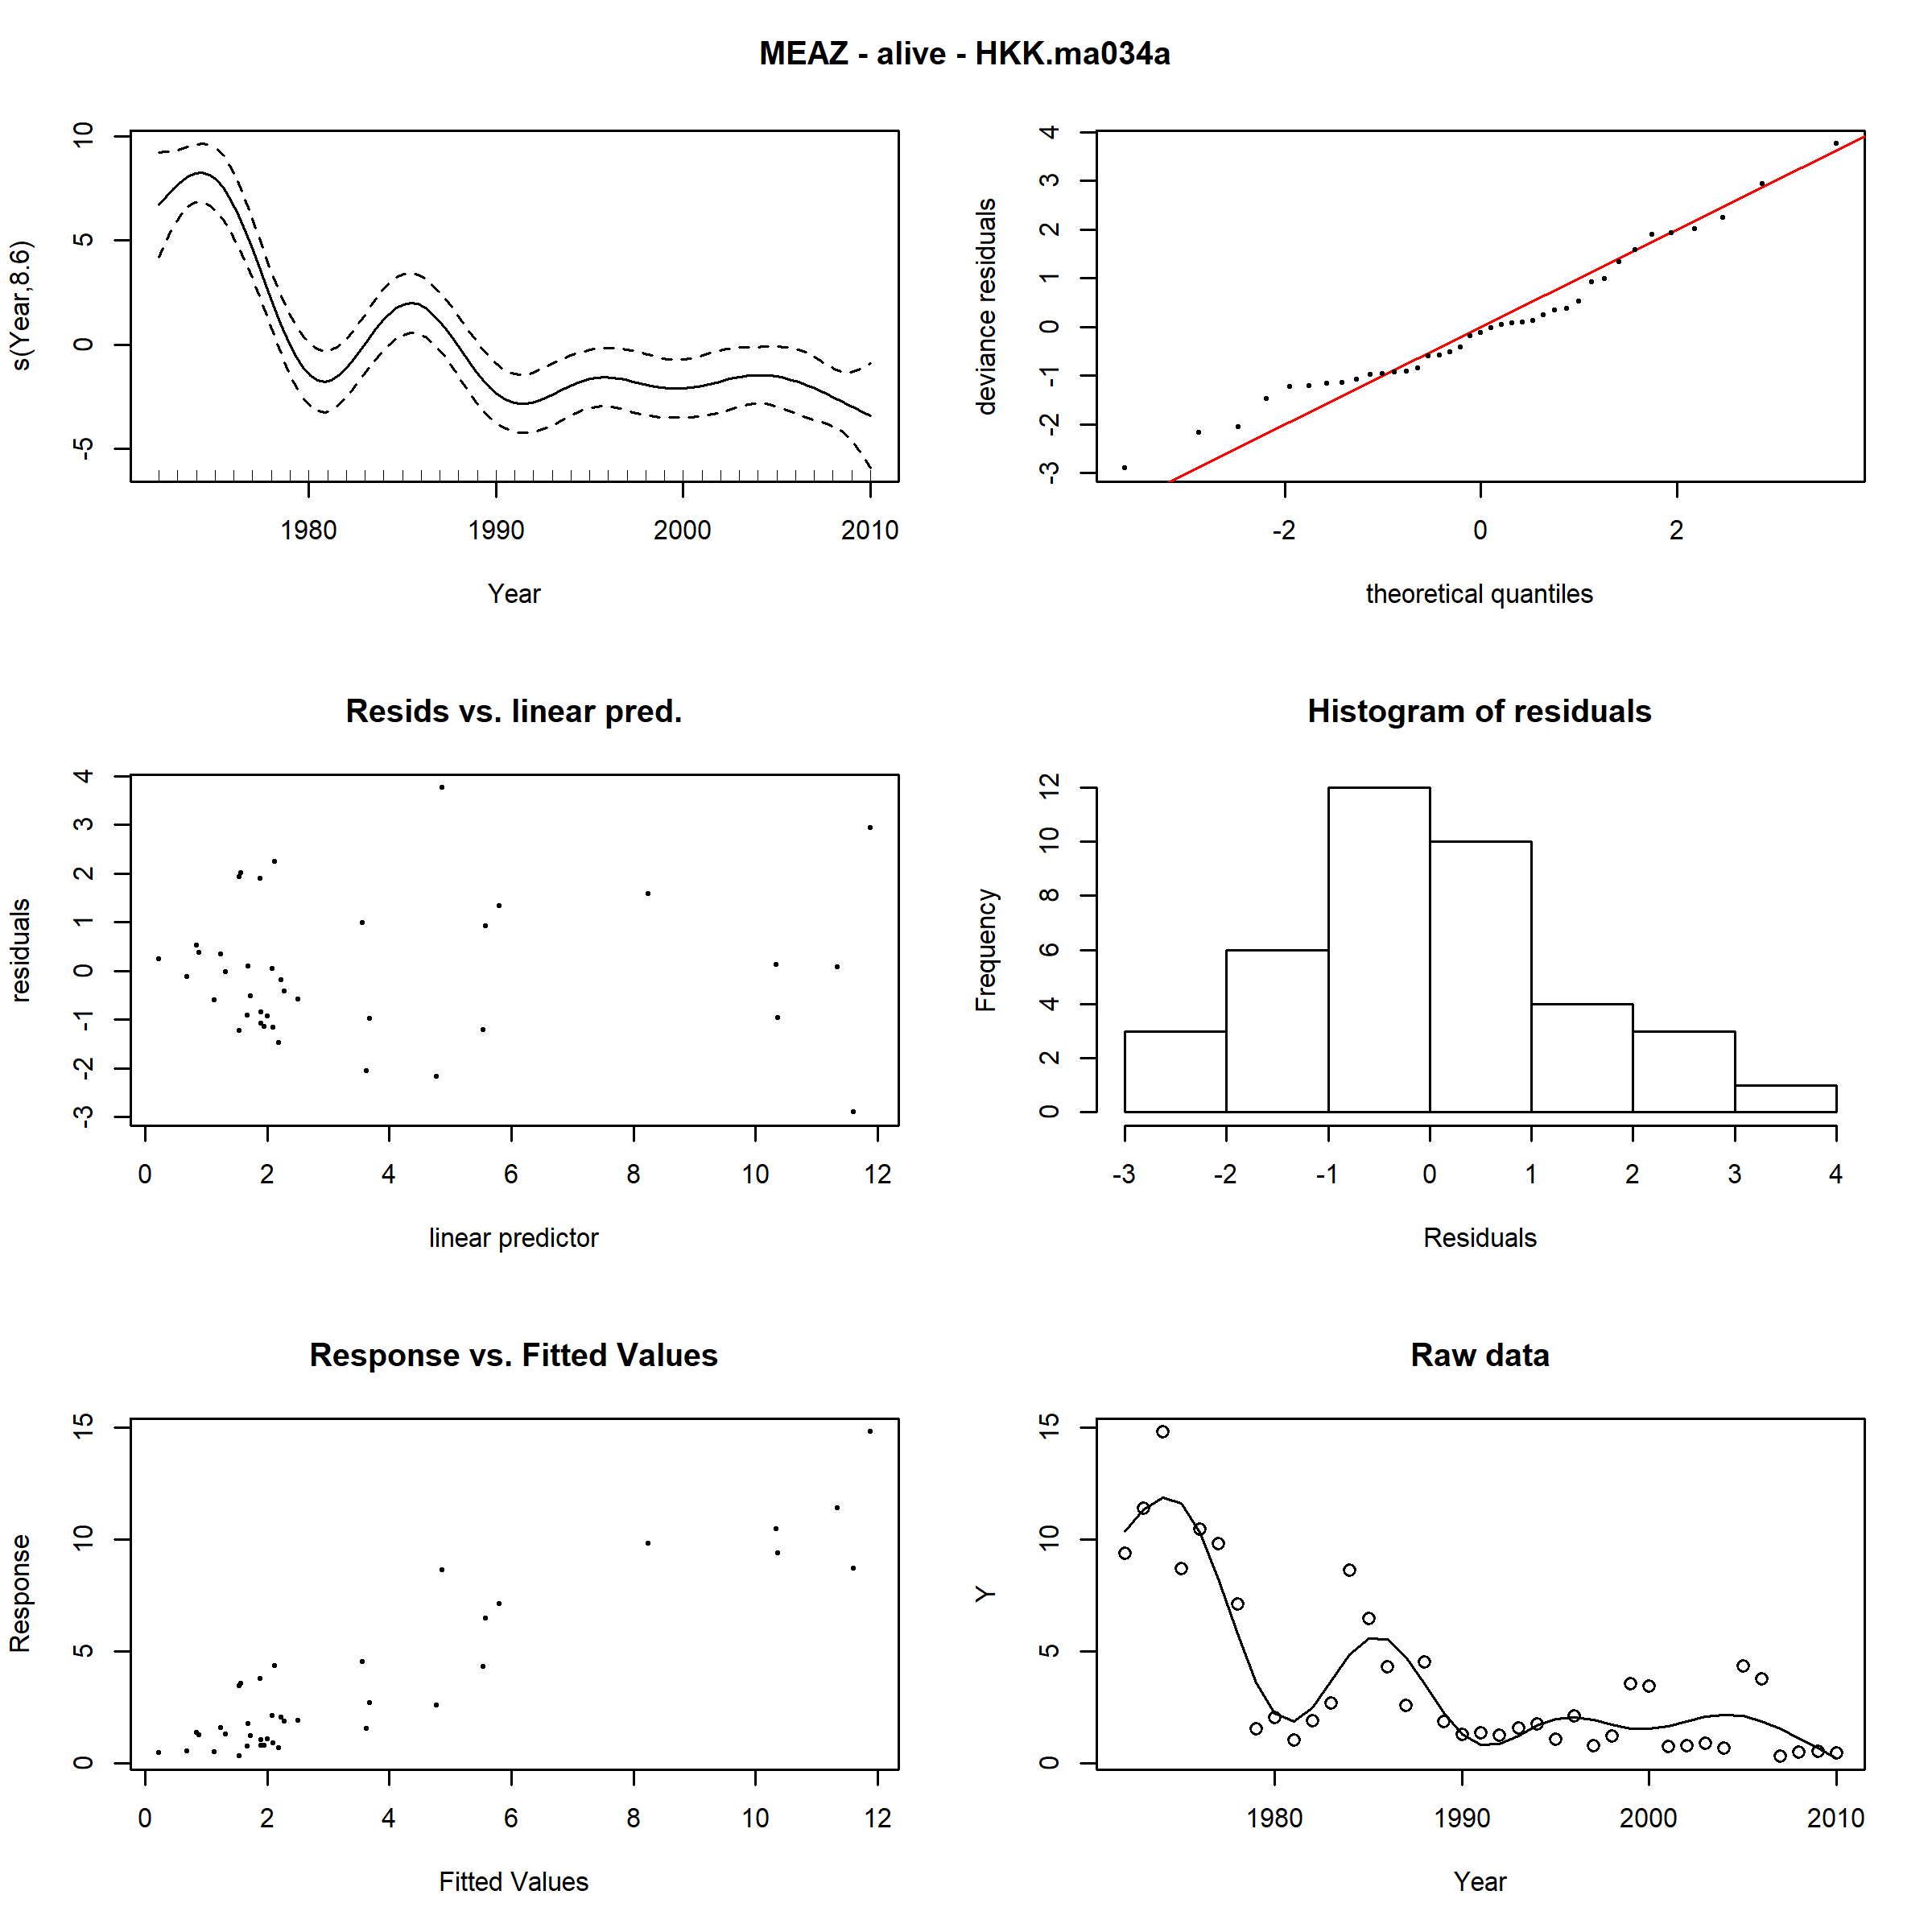 MEAZ - alive - HKK.ma034a
s(Year,8.6)
10
5
0
-5
1980 1990 2000 2010
Year
deviance residuals
4
3
2
1
0
-1
-2
-3
-2 0 2
theoretical quantiles
Resids vs. linear pred.
residuals
4
3
2
1
0
-1
-2
-3
0 2 4 6 8 10 12
linear predictor
Histogram of residuals
Frequency
12
10
8
6
4
2
0
-3 -2 -1 0 1 2 3 4
Residuals
Response vs. Fitted Values
Response
15
10
5
0
0 2 4 6 8 10 12
Fitted Values
Raw data
Y
15
10
5
0
1980 1990 2000 2010
Year